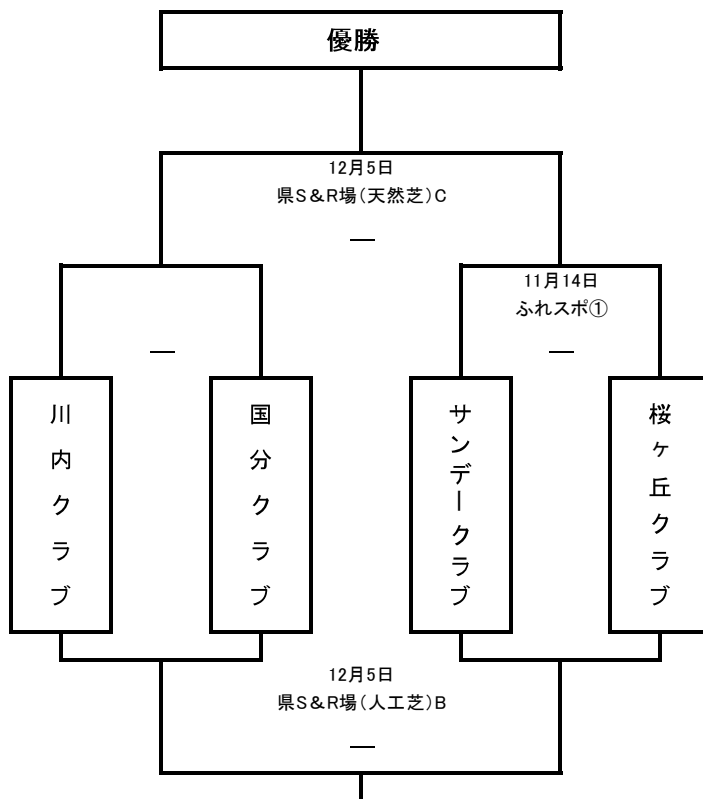 優勝
12月5日
県S&R場(天然芝)C
―
11月14日
ふれスポ①
―
―
川内クラブ
国分クラブ
サンデークラブ
桜ヶ丘クラブ
12月5日
県S&R場(人工芝)B
―